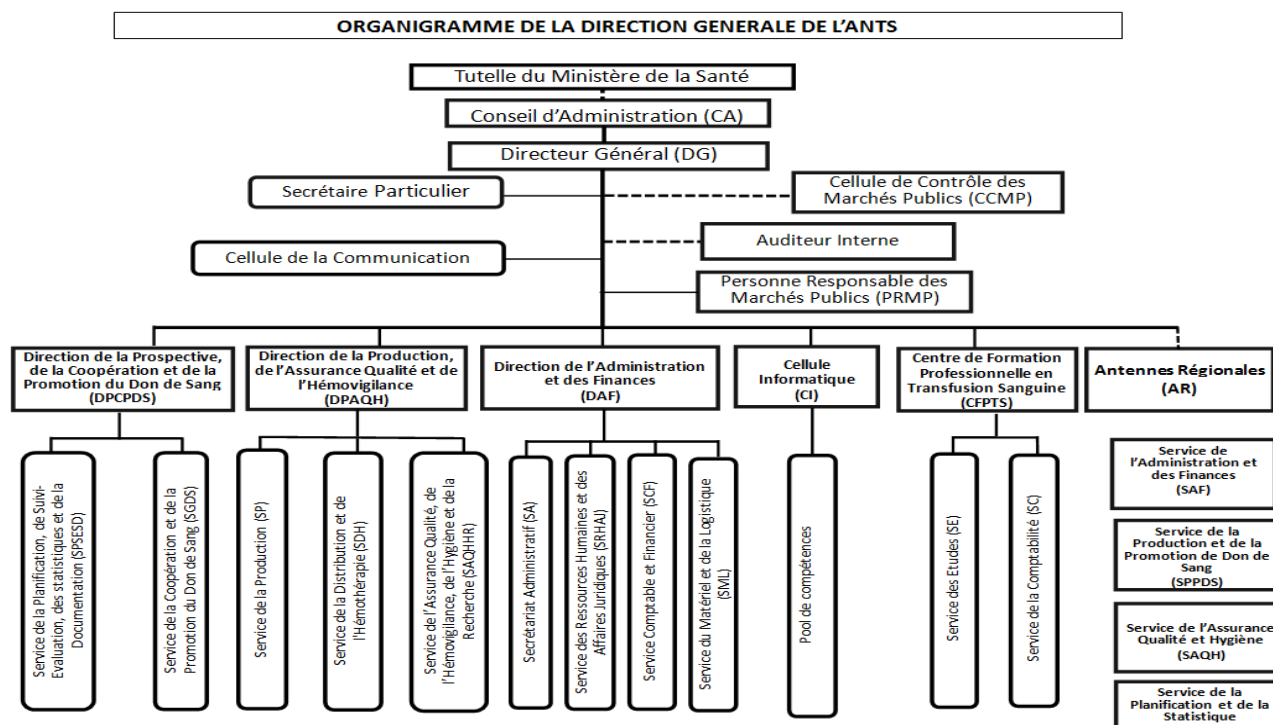 ORGANIGRAMME DE LA DIRECTION GENERALE DE L'ANTS
Tutelle du Ministère de la Santé
Conseil d'Administration (CA)
Directeur Général (DG)
Secrétaire Particulier
Cellule de Contrôle des
Marchés Publics (CCMP)
Auditeur Interne
Cellule de la Communication
Personne Responsable des
Marchés Publics (PRMP)
Direction de la Prospective,
de la Coopération et de la
Promotion du Don de Sang
(DPCPDS)
Direction de la Production,
de l'Assurance Qualité et de
l'Hémovigilance
(DPAQH)
Direction de l'Administration
et des Finances
(DAF)
Cellule
Informatique
(CI)
Centre de Formation
Professionnelle en
Transfusion Sanguine
(CFPTS)
Antennes Régionales
(AR)
Service de la Planification, de Suivi-
Evaluation, des statistiques et de la
Documentation (SPSESD)
Service de la Coopération et de la
Promotion du Don de Sang (SGDS)
Service de la Production (SP)
Service de la Distribution et de
l'Hémothérapie (SDH)
Service de l'Assurance Qualité, de
l'Hémovigilance, de l'Hygiène et de la
Recherche (SAQHHR)
Secrétariat Administratif (SA)
Service des Ressources Humaines et des
Affaires Juridiques (SRHAJ)
Service Comptable et Financier (SCF)
Service du Matériel et de la Logistique
(SML)
Pool de compétences
Service des Etudes (SE)
Service de la Comptabilité (SC)
Service de
l'Administration et
des Finances
(SAF)
Service de la
Production et de la
Promotion de Don de
Sang
(SPPDS)
Service de l'Assurance
Qualité et Hygiène
(SAQH)
Service de la
Planification et de la
Statistique